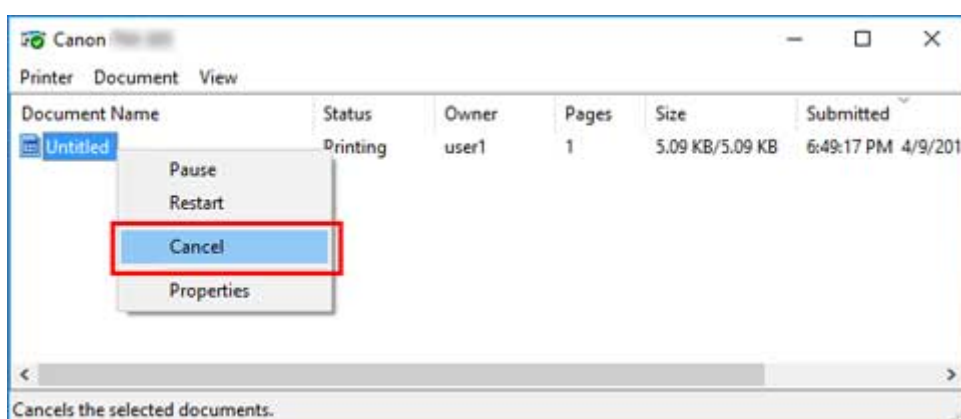 Canon
Printer Document View
Document Name Status Owner Pages Size Submitted
Untitled Printing user1 1 5.09 KB/5.09 KB 6:49:17 PM 4/9/201
Pause
Restart
Cancel
Properties
Cancels the selected documents.